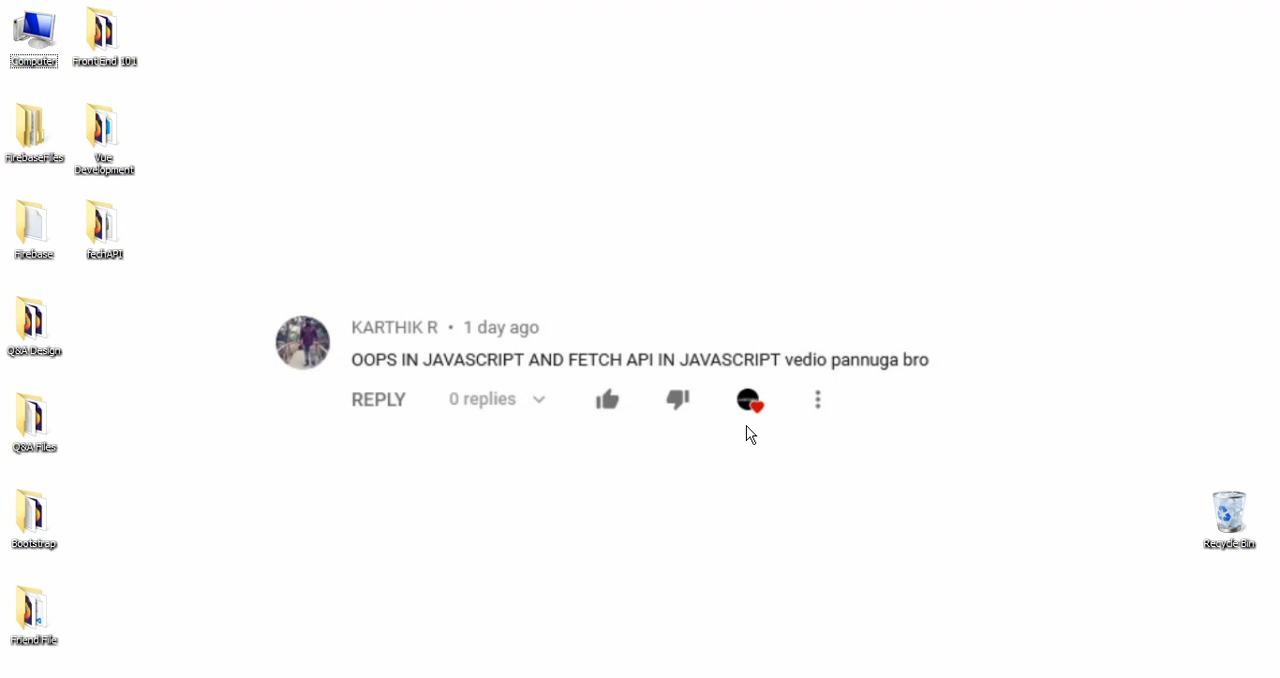 Computer
Front End 101
FirebaseFiles
Vue
Development
Firebase
fechAPI
Q&A Design
Q&A Files
Bootstrap
Friend File
KARTHIK R • 1 day ago
OOPS IN JAVASCRIPT AND FETCH API IN JAVASCRIPT vedio pannuga bro
REPLY 0 replies
Recycle Bin